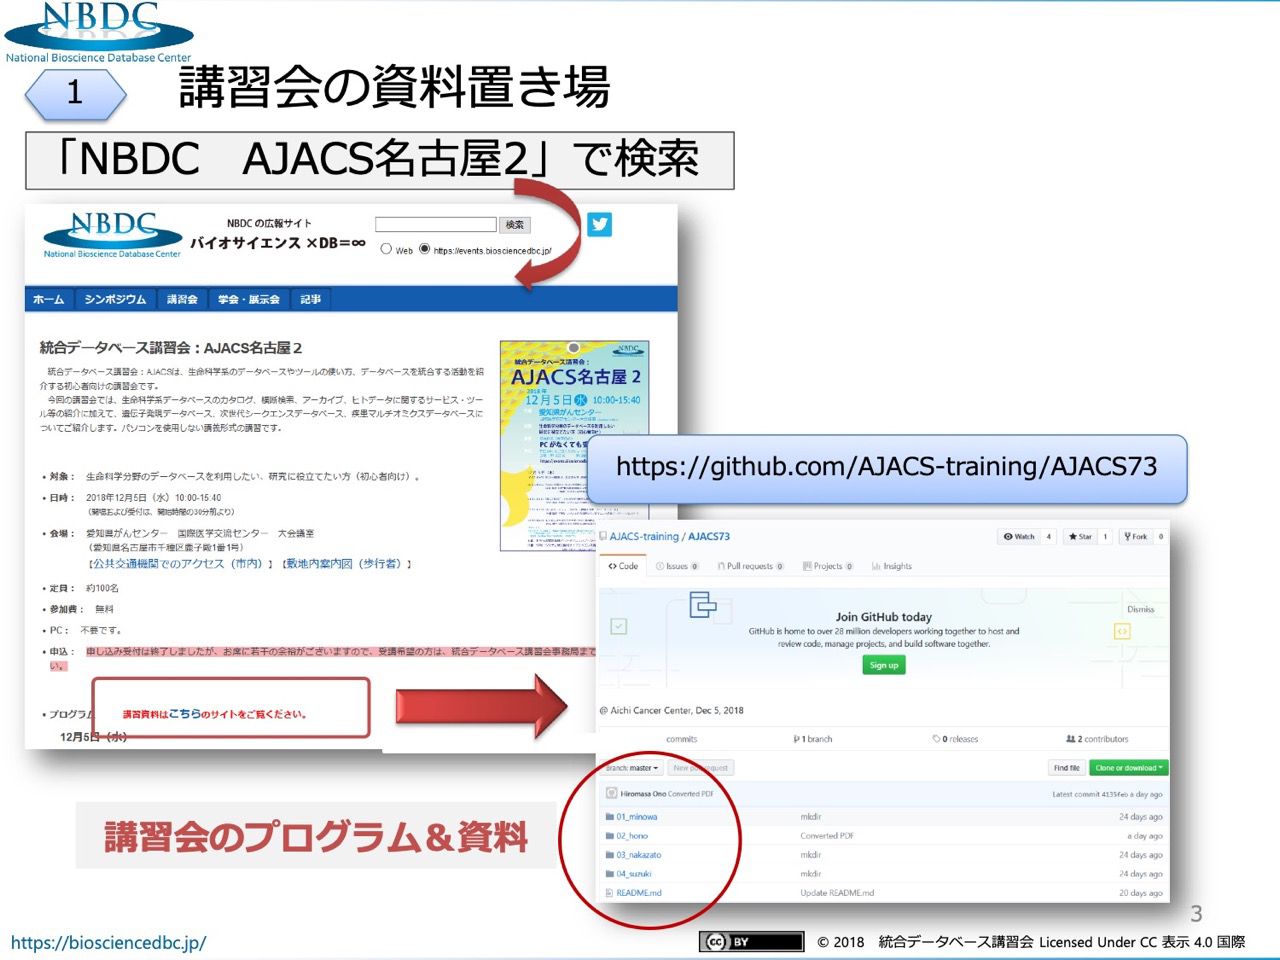 NBDC
National Bioscience Database Center
1
講習会の資料置き場
「NBDC　AJACS名古屋2」で検索
NBDC
National Bioscience Database Center
NBDC の広報サイト
バイオサイエンス ×DB=∞
検索
Web
https://events.biosciencedbc.jp/
ホーム シンポジウム 講習会 学会・展示会 記事
統合データベース講習会：AJACS名古屋２
統合データベース講習会：AJACSは、生命科学系のデータベースやツールの使い方、データベースを統合する活動を紹
介する初心者向けの講習会です。
今回の講習会では、生命科学系データベースのカタログ、横断検索、アーカイブ、ヒトデータに関するサービス・ツー
ル等の紹介に加えて、遺伝子発現データベース、次世代シークエンスデータベース、疾患マルチオミクスデータベースに
ついてご紹介します。パソコンを使用しない講義形式の講習です。
NBDC
統合データベース講習会：
AJACS名古屋 2
2018年
12月5日水 10:00-15:40
愛知県がんセンター
・対象： 生命科学分野のデータベースを利用したい、研究に役立てたい方（初心者向け）。
・日時： 2018年12月5日（水）10:00-15:40
（開場および受付は、開始時間の30分前より）
・会場： 愛知県がんセンター　国際医学交流センター　大会議室
（愛知県名古屋市千種区鹿子殿1番1号）
【公共交通機関でのアクセス（市内）】【敷地内案内図（歩行者）】
・定員： 約100名
・参加費： 無料
・PC： 不要です。
・申込： 申し込み受付は終了しましたが、お席に若干の余裕がございますので、受講希望の方は、統合データベース講習会事務局まで
い。
・プログラム
講習資料はこちらのサイトをご覧ください。
12月5日（水）
https://github.com/AJACS-training/AJACS73
AJACS-training / AJACS73
Watch 4 Star 1 Fork 0
Code Issues 0 Pull requests 0 Projects 0 Insights
Join GitHub today
Dismiss
GitHub is home to over 28 million developers working together to host and
review code, manage projects, and build software together.
Sign up
@ Aichi Cancer Center, Dec 5, 2018
commits 1 branch 0 releases 2 contributors
Branch: master New pull request Find file Clone or download
Hiromasa Ono Converted PDF Latest commit 4135feb a day ago
01_minowa mkdir 24 days ago
02_hono Converted PDF a day ago
03_nakazato mkdir 24 days ago
04_suzuki mkdir 24 days ago
README.md Update README.md 20 days ago
講習会のプログラム＆資料
3
https://biosciencedbc.jp/
cc BY
© 2018　統合データベース講習会 Licensed Under CC 表示 4.0 国際